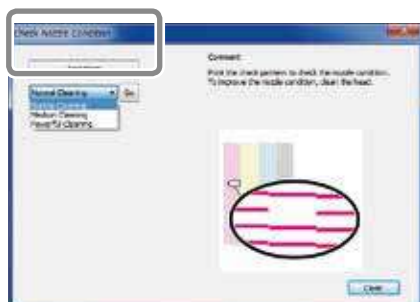 Check Nozzle Condition
Comment:
Print the check pattern to check the nozzle condition.
To improve the nozzle condition, clean the head.
Normal Cleaning
Go
Normal Cleaning
Medium Cleaning
Powerful Cleaning
Close